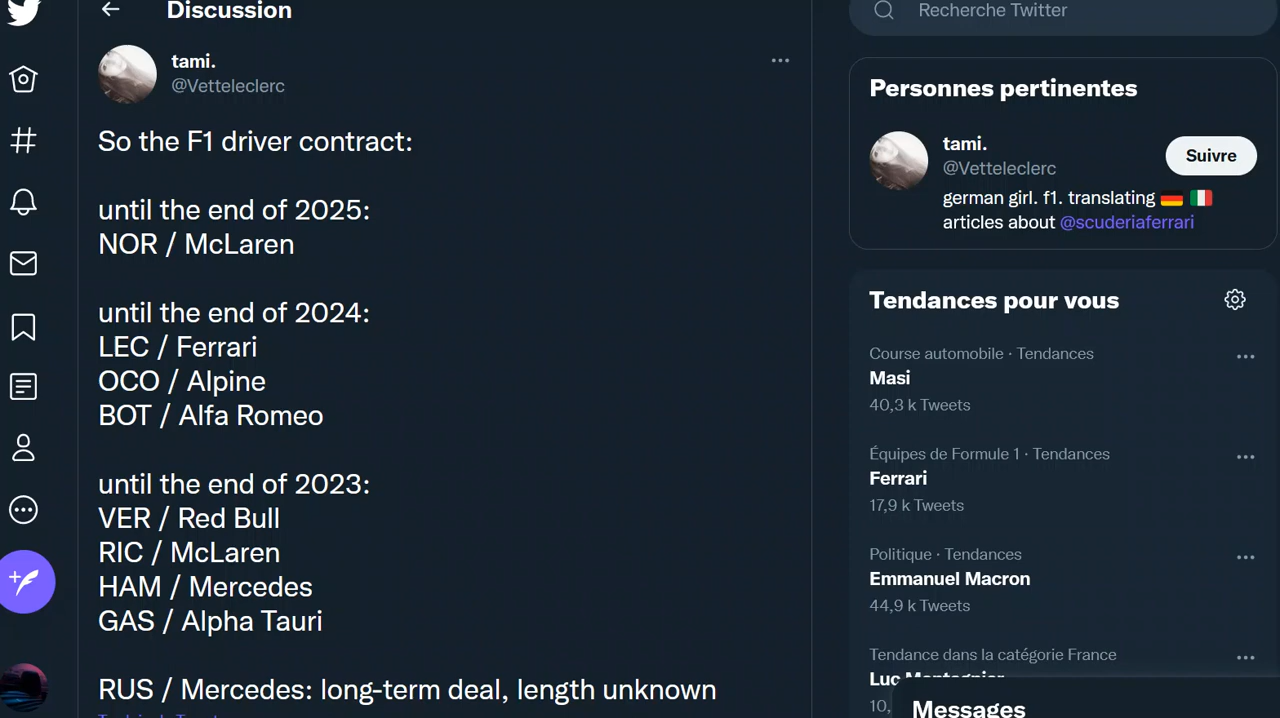 Discussion
tami.
@Vetteleclerc
So the F1 driver contract:
until the end of 2025:
NOR / McLaren
until the end of 2024:
LEC / Ferrari
OCO / Alpine
BOT / Alfa Romeo
until the end of 2023:
VER / Red Bull
RIC / McLaren
HAM / Mercedes
GAS / Alpha Tauri
RUS / Mercedes: long-term deal, length unknown
Recherche Twitter
Personnes pertinentes
tami.
@Vetteleclerc
Suivre
german girl. f1. translating
articles about @scuderiaferrari
Tendances pour vous
Course automobile · Tendances
Masi
40,3 k Tweets
Équipes de Formule 1 · Tendances
Ferrari
17,9 k Tweets
Politique · Tendances
Emmanuel Macron
44,9 k Tweets
Tendance dans la catégorie France
Luc
10,
Messages